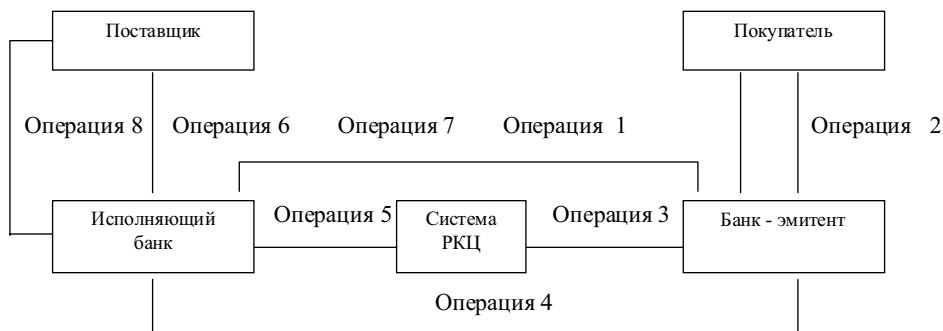 Поставщик
Покупатель
Операция 8
Операция 6
Операция 7
Операция 1
Операция 2
Исполняющий
банк
Операция 5
Система
РКЦ
Операция 3
Банк - эмитент
Операция 4